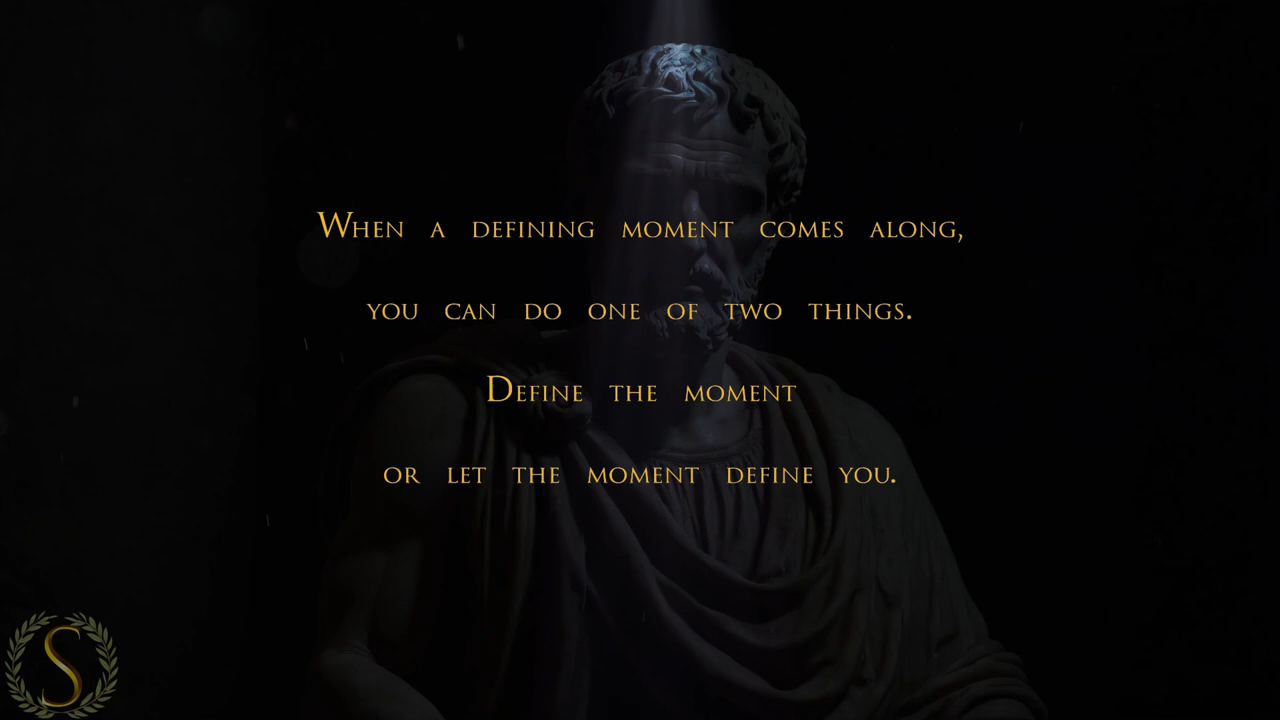 When a defining moment comes along,
you can do one of two things.
Define the moment
or let the moment define you.
S